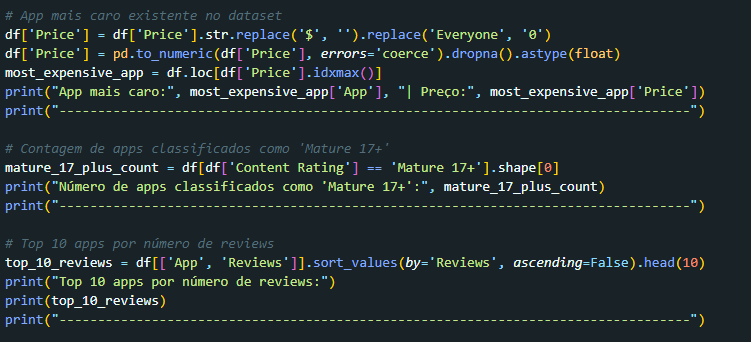 # App mais caro existente no dataset
df['Price'] = df['Price'].str.replace('$', '').replace('Everyone', '0')
df['Price'] = pd.to_numeric(df['Price'], errors='coerce').dropna().astype(float)
most_expensive_app = df.loc[df['Price'].idxmax()]
print("App mais caro:", most_expensive_app['App'], "| Preço:", most_expensive_app['Price'])
print("--------------------------------------------------------------------------------")
# Contagem de apps classificados como 'Mature 17+'
mature_17_plus_count = df[df['Content Rating'] == 'Mature 17+'].shape[0]
print("Número de apps classificados como 'Mature 17+':", mature_17_plus_count)
print("--------------------------------------------------------------------------------")
# Top 10 apps por número de reviews
top_10_reviews = df[['App', 'Reviews']].sort_values(by='Reviews', ascending=False).head(10)
print("Top 10 apps por número de reviews:")
print(top_10_reviews)
print("--------------------------------------------------------------------------------")